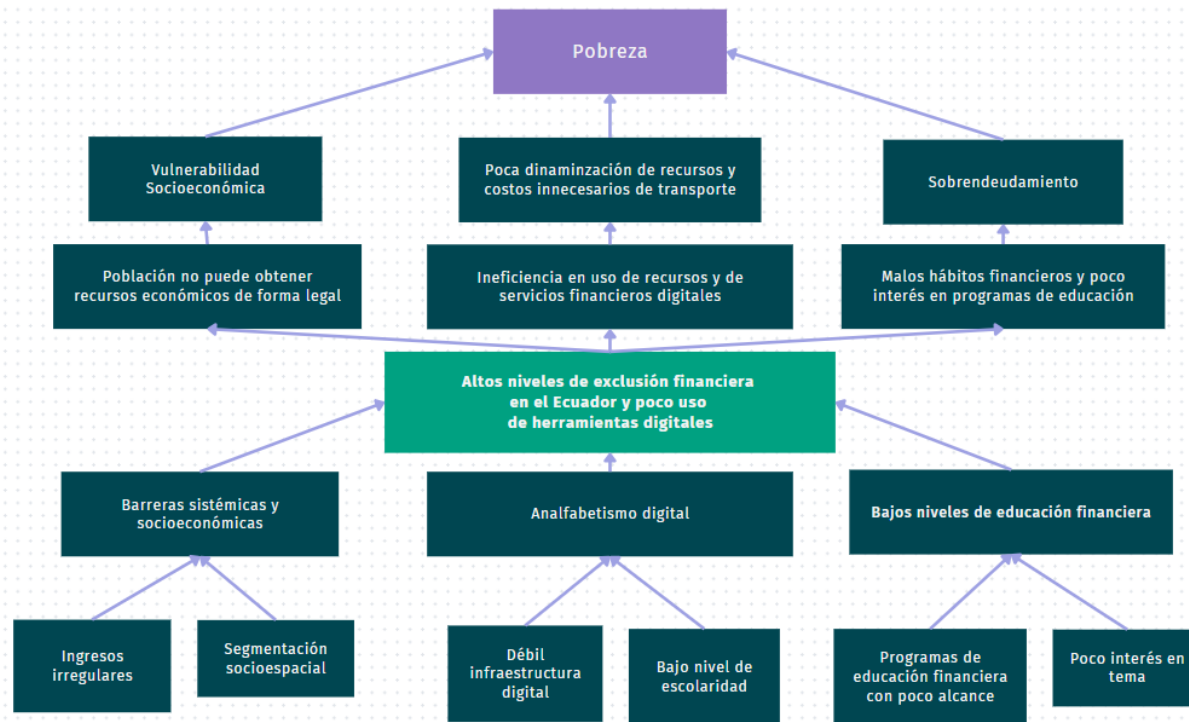 Pobreza
Vulnerabilidad
Socioeconómica
Poca dinaminzación de recursos y
costos innecesarios de transporte
Sobrendeudamiento
Población no puede obtener
recursos económicos de forma legal
Ineficiencia en uso de recursos y de
servicios financieros digitales
Malos hábitos financieros y poco
interés en programas de educación
Altos niveles de exclusión financiera
en el Ecuador y poco uso
de herramientas digitales
Barreras sistémicas y
socioeconómicas
Analfabetismo digital
Bajos niveles de educación financiera
Ingresos
irregulares
Segmentación
socioespacial
Débil
infraestructura
digital
Bajo nivel de
escolaridad
Programas de
educación financiera
con poco alcance
Poco interés en
tema